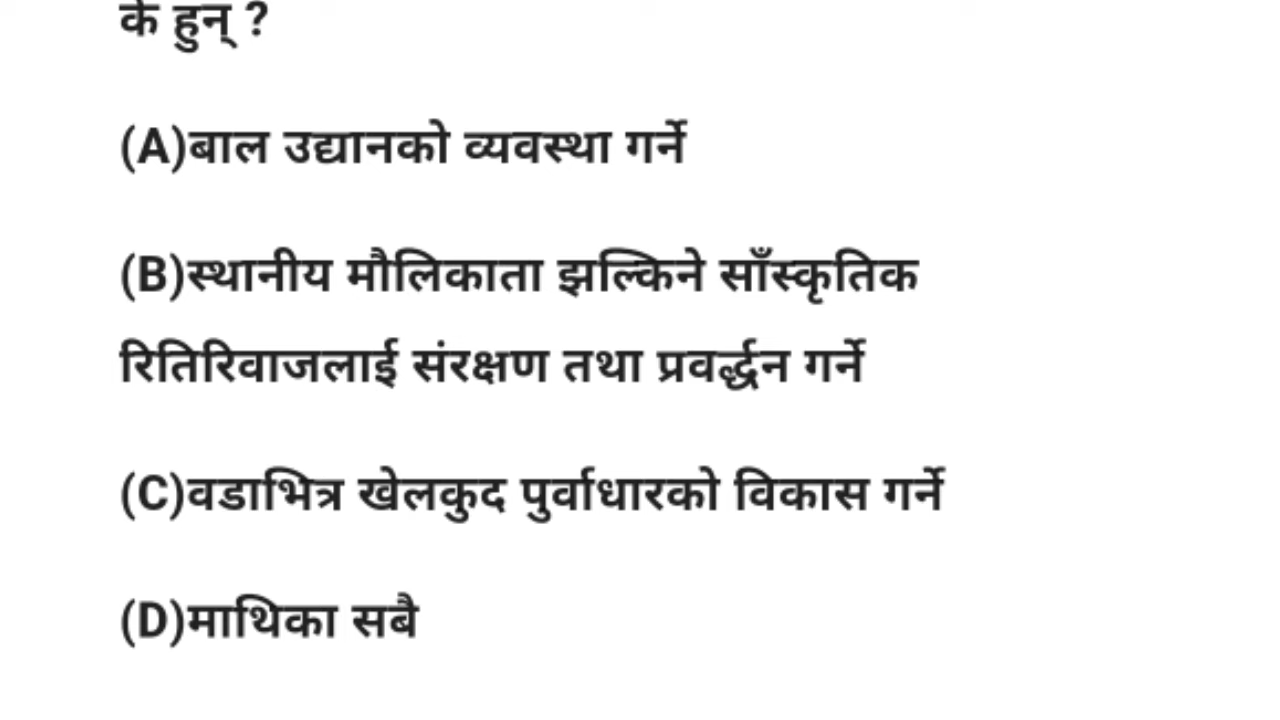 के हुन् ?
(A)बाल उद्यानको व्यवस्था गर्ने
(B)स्थानीय मौलिकाता झल्किने साँस्कृतिक
रितिरिवाजलाई संरक्षण तथा प्रवर्द्धन गर्ने
(C)वडाभित्र खेलकुद पुर्वाधारको विकास गर्ने
(D)माथिका सबै